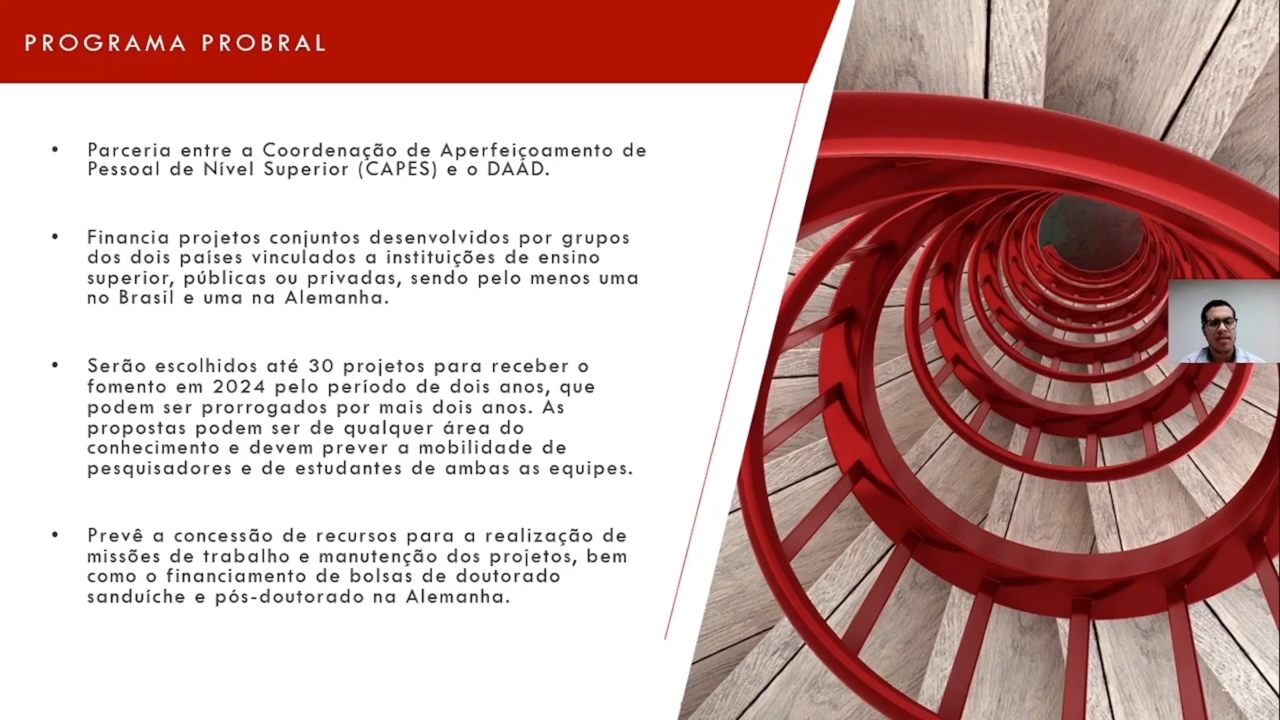 PROGRAMA PROBRAL
• Parceria entre a Coordenação de Aperfeiçoamento de
Pessoal de Nível Superior (CAPES) e o DAAD.
• Financia projetos conjuntos desenvolvidos por grupos
dos dois países vinculados a instituições de ensino
superior, públicas ou privadas, sendo pelo menos uma
no Brasil e uma na Alemanha.
• Serão escolhidos até 30 projetos para receber o
fomento em 2024 pelo período de dois anos, que
podem ser prorrogados por mais dois anos. As
propostas podem ser de qualquer área do
conhecimento e devem prever a mobilidade de
pesquisadores e de estudantes de ambas as equipes.
• Prevê a concessão de recursos para a realização de
missões de trabalho e manutenção dos projetos, bem
como o financiamento de bolsas de doutorado
sanduíche e pós-doutorado na Alemanha.